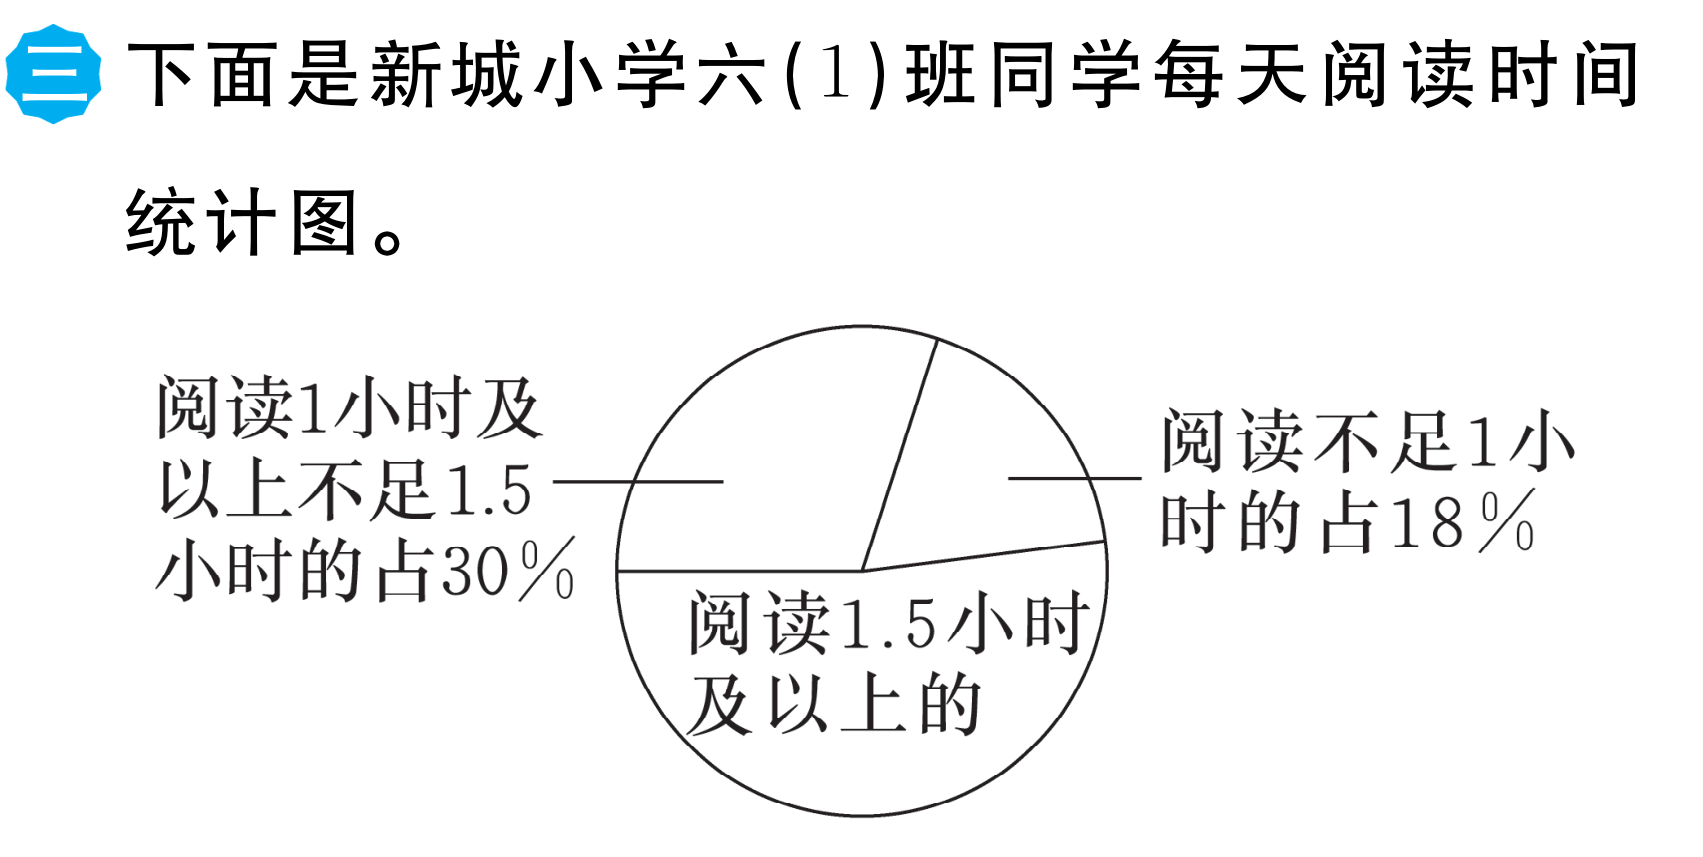 三 下面是新城小学六(1)班同学每天阅读时间
统计图。
阅读1小时及
以上不足1.5
小时的占30%
阅读不足1小
时的占18%
阅读1.5小时
及以上的